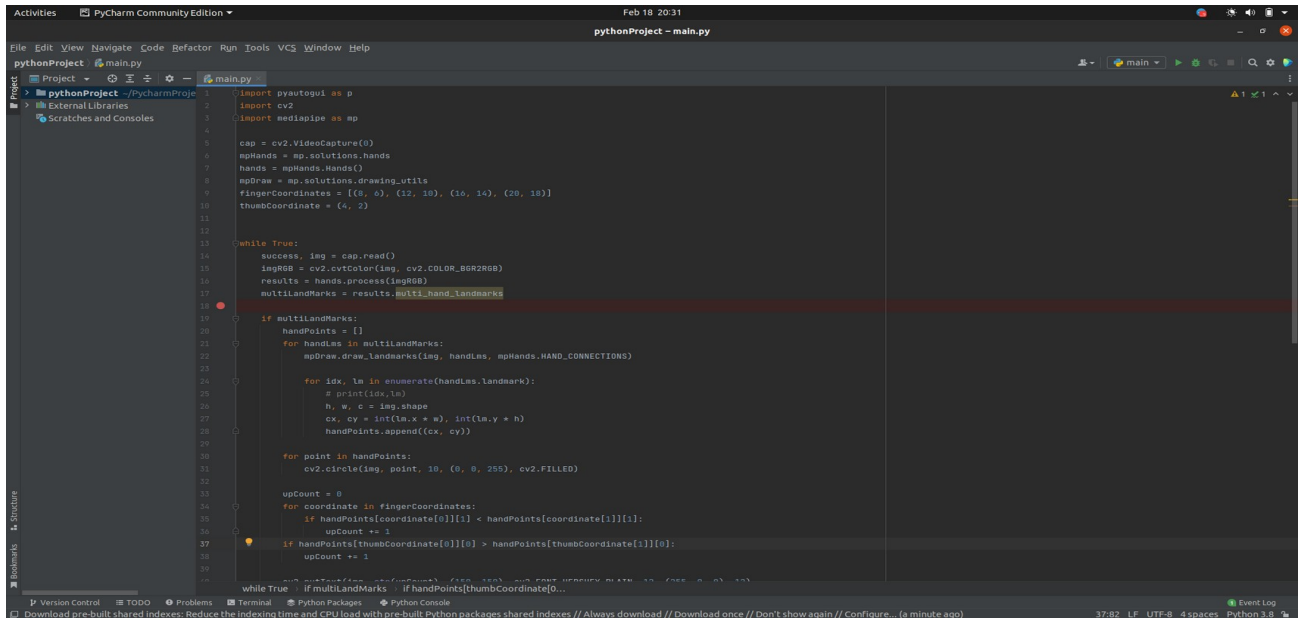 Activities PyCharm Community Edition Feb 18 20:31
pythonProject – main.py
File Edit View Navigate Code Refactor Run Tools VCS Window Help
pythonProject main.py main
Project main.py
pythonProject ~/PycharmProje
External Libraries
Scratches and Consoles
Project
Structure
Bookmarks
1 import pyautogui as p
2 import cv2
3 import mediapipe as mp
4
5 cap = cv2.VideoCapture(0)
6 mpHands = mp.solutions.hands
7 hands = mpHands.Hands()
8 mpDraw = mp.solutions.drawing_utils
9 fingerCoordinates = [(8, 6), (12, 10), (16, 14), (20, 18)]
10 thumbCoordinate = (4, 2)
11
12
13 while True:
14 success, img = cap.read()
15 imgRGB = cv2.cvtColor(img, cv2.COLOR_BGR2RGB)
16 results = hands.process(imgRGB)
17 multiLandMarks = results.multi_hand_landmarks
18
19 if multiLandMarks:
20 handPoints = []
21 for handLms in multiLandMarks:
22 mpDraw.draw_landmarks(img, handLms, mpHands.HAND_CONNECTIONS)
23
24 for idx, lm in enumerate(handLms.landmark):
25 # print(idx,lm)
26 h, w, c = img.shape
27 cx, cy = int(lm.x * w), int(lm.y * h)
28 handPoints.append((cx, cy))
29
30 for point in handPoints:
31 cv2.circle(img, point, 10, (0, 0, 255), cv2.FILLED)
32
33 upCount = 0
34 for coordinate in fingerCoordinates:
35 if handPoints[coordinate[0]][1] < handPoints[coordinate[1]][1]:
36 upCount += 1
37 if handPoints[thumbCoordinate[0]][0] > handPoints[thumbCoordinate[1]][0]:
38 upCount += 1
39
1 1
while True if multiLandMarks if handPoints[thumbCoordinate[0...
Version Control TODO Problems Terminal Python Packages Python Console 1 Event Log
Download pre-built shared indexes: Reduce the indexing time and CPU load with pre-built Python packages shared indexes // Always download // Download once // Don't show again // Configure... (a minute ago) 37:82 LF UTF-8 4 spaces Python 3.8